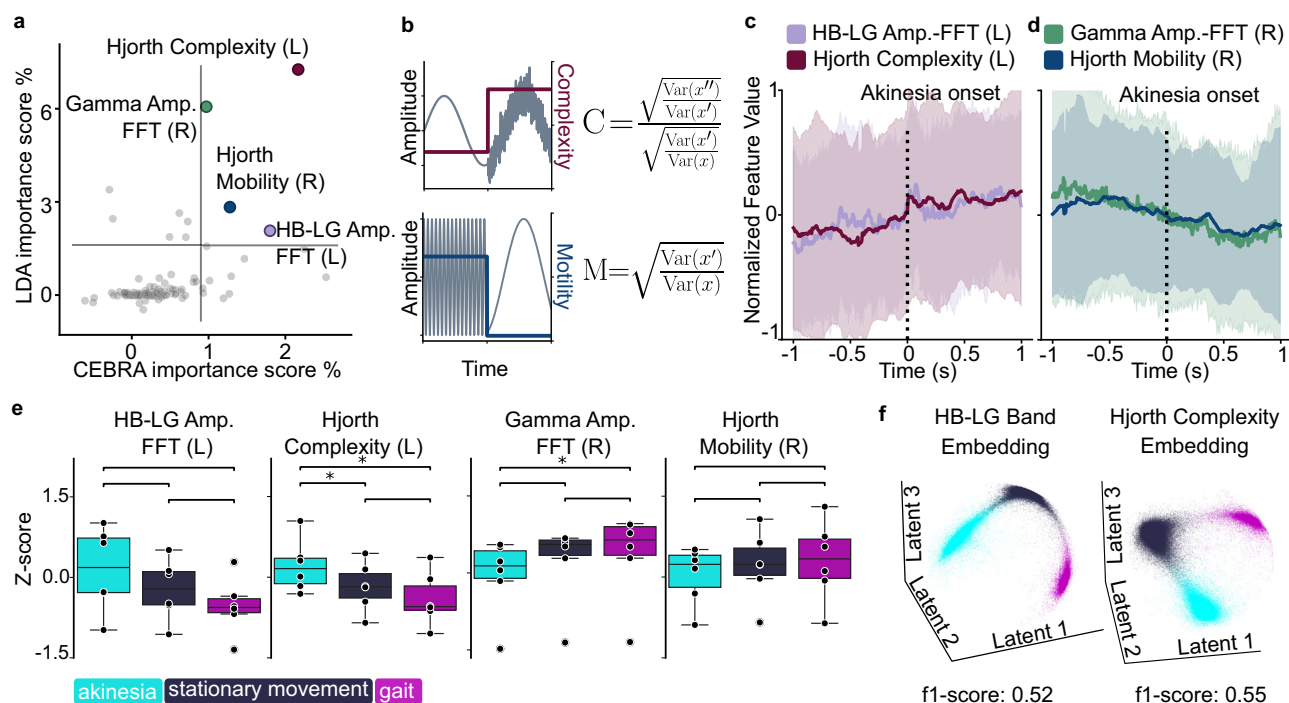 a
LDA importance score %
6
3
0
Hjorth Complexity (L)
Gamma Amp.
FFT (R)
Hjorth
Mobility (R)
HB-LG Amp.
FFT (L)
0
1
2
CEBRA importance score %
b
Amplitude
Complexity
C = √(Var(x″)/Var(x′)) / √(Var(x′)/Var(x))
Amplitude
Motility
M = √(Var(x′)/Var(x))
Time
c
HB-LG Amp.-FFT (L)
Hjorth Complexity (L)
Normalized Feature Value
1
0
-1
Akinesia onset
-1
-0.5
0
0.5
1
Time (s)
d
Gamma Amp.-FFT (R)
Hjorth Mobility (R)
Akinesia onset
-1
-0.5
0
0.5
1
Time (s)
e
Z-score
1.5
0.0
-1.5
HB-LG Amp.
FFT (L)
Hjorth
Complexity (L)
*
*
Gamma Amp.
FFT (R)
*
Hjorth
Mobility (R)
akinesia
stationary movement
gait
f
HB-LG Band
Embedding
Latent 3
Latent 2
Latent 1
f1-score: 0.52
Hjorth Complexity
Embedding
Latent 3
Latent 2
Latent 1
f1-score: 0.55